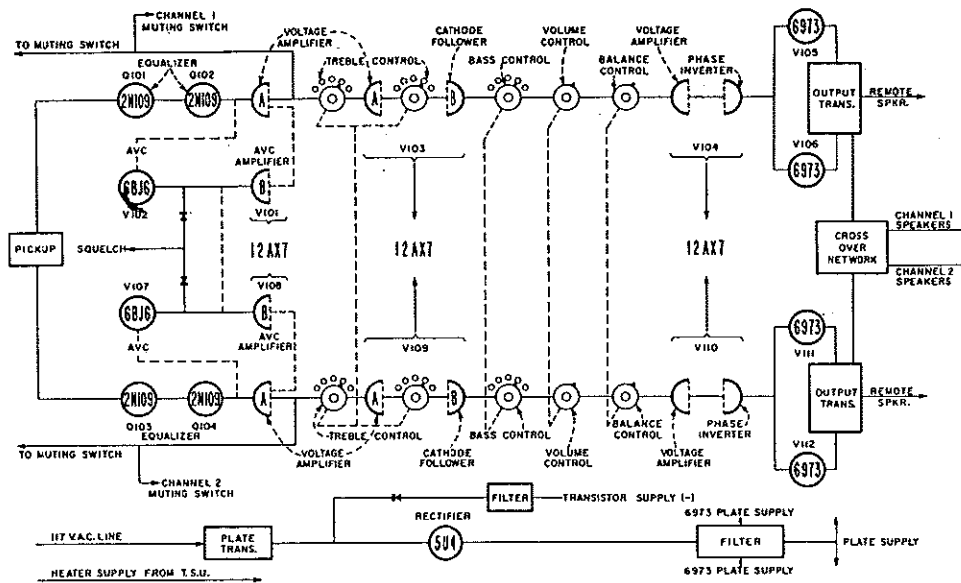 CHANNEL 1
MUTING SWITCH
TO MUTING SWITCH
VOLTAGE
AMPLIFIER
CATHODE
FOLLOWER
VOLUME
CONTROL
VOLTAGE
AMPLIFIER
6973
V105
Q101
EQUALIZER
Q102
TREBLE CONTROL
BASS CONTROL
BALANCE
CONTROL
PHASE
INVERTER
2N109
2N109
A
A
B
OUTPUT
TRANS.
REMOTE
SPKR.
AVC
AVC
AMPLIFIER
V103
V104
V106
6973
6BJ6
B
V102
V101
CHANNEL 1
SPEAKERS
PICKUP
SQUELCH
12AX7
12AX7
12AX7
CROSS
OVER
NETWORK
CHANNEL 2
SPEAKERS
V107
V108
6BJ6
B
6973
AVC
AVC
AMPLIFIER
V109
V110
V111
2N109
2N109
A
A
B
OUTPUT
TRANS.
REMOTE
SPKR.
Q103
EQUALIZER
Q104
TREBLE CONTROL
BASS CONTROL
BALANCE
CONTROL
PHASE
INVERTER
TO MUTING SWITCH
VOLTAGE
AMPLIFIER
CATHODE
FOLLOWER
VOLUME
CONTROL
VOLTAGE
AMPLIFIER
V112
6973
CHANNEL 2
MUTING SWITCH
FILTER
TRANSISTOR SUPPLY (-)
RECTIFIER
6973 PLATE SUPPLY
117 V.A.C. LINE
PLATE
TRANS.
5U4
FILTER
PLATE SUPPLY
HEATER SUPPLY FROM T.S.U.
6973 PLATE SUPPLY